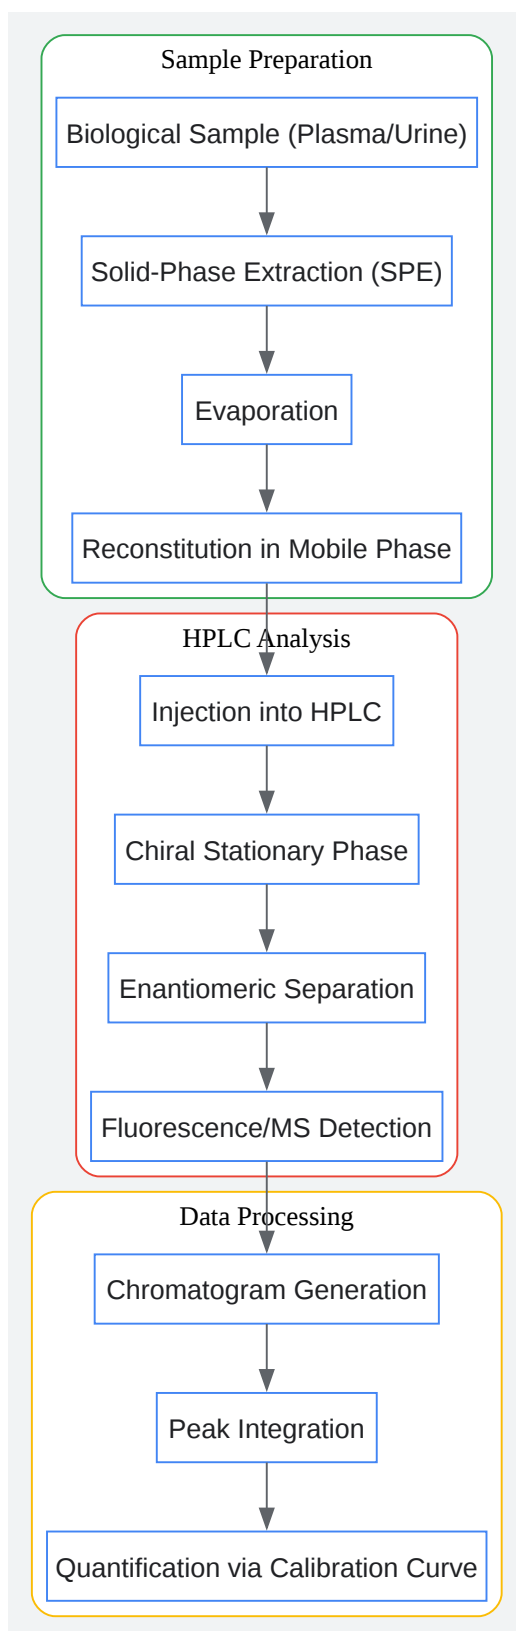 Sample Preparation
Biological Sample (Plasma/Urine)
Solid-Phase Extraction (SPE)
Evaporation
Reconstitution in Mobile Phase
HPLC Analysis
Injection into HPLC
Chiral Stationary Phase
Enantiomeric Separation
Fluorescence/MS Detection
Data Processing
Chromatogram Generation
Peak Integration
Quantification via Calibration Curve